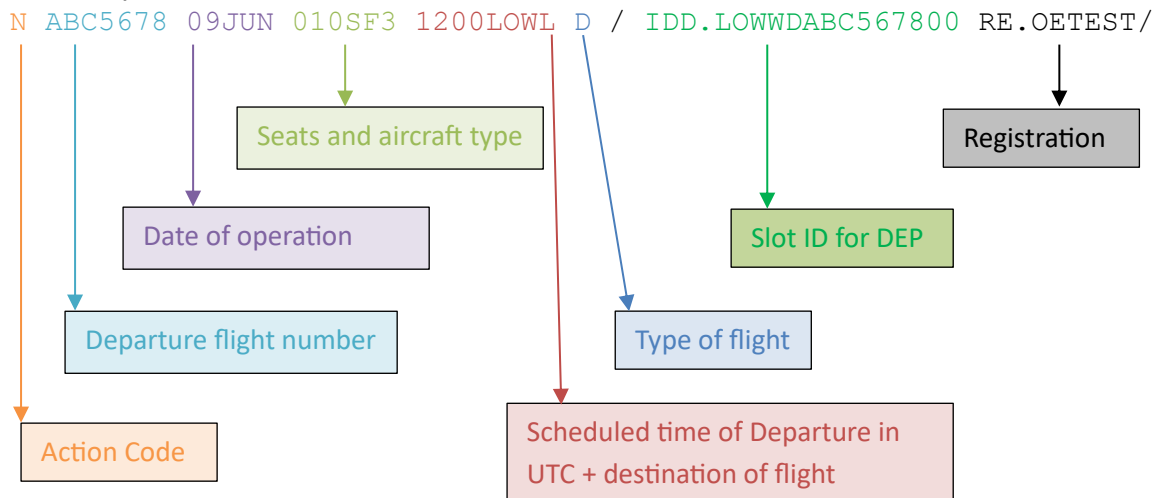 N ABC5678 09JUN 010SF3 1200LOWL D / IDD.LOWWDABC567800 RE.OETEST/
Seats and aircraft type
Registration
Date of operation
Slot ID for DEP
Departure flight number
Type of flight
Action Code
Scheduled time of Departure in
UTC + destination of flight